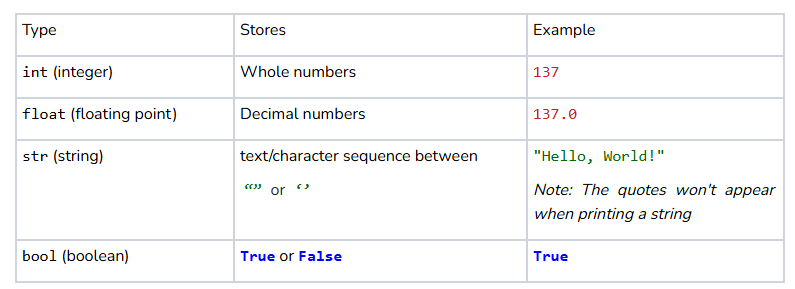 Type Stores Example
int (integer) Whole numbers 137
float (floating point) Decimal numbers 137.0
str (string) text/character sequence between "Hello, World!"
“” or ‘’ Note: The quotes won't appear
when printing a string
bool (boolean) True or False True